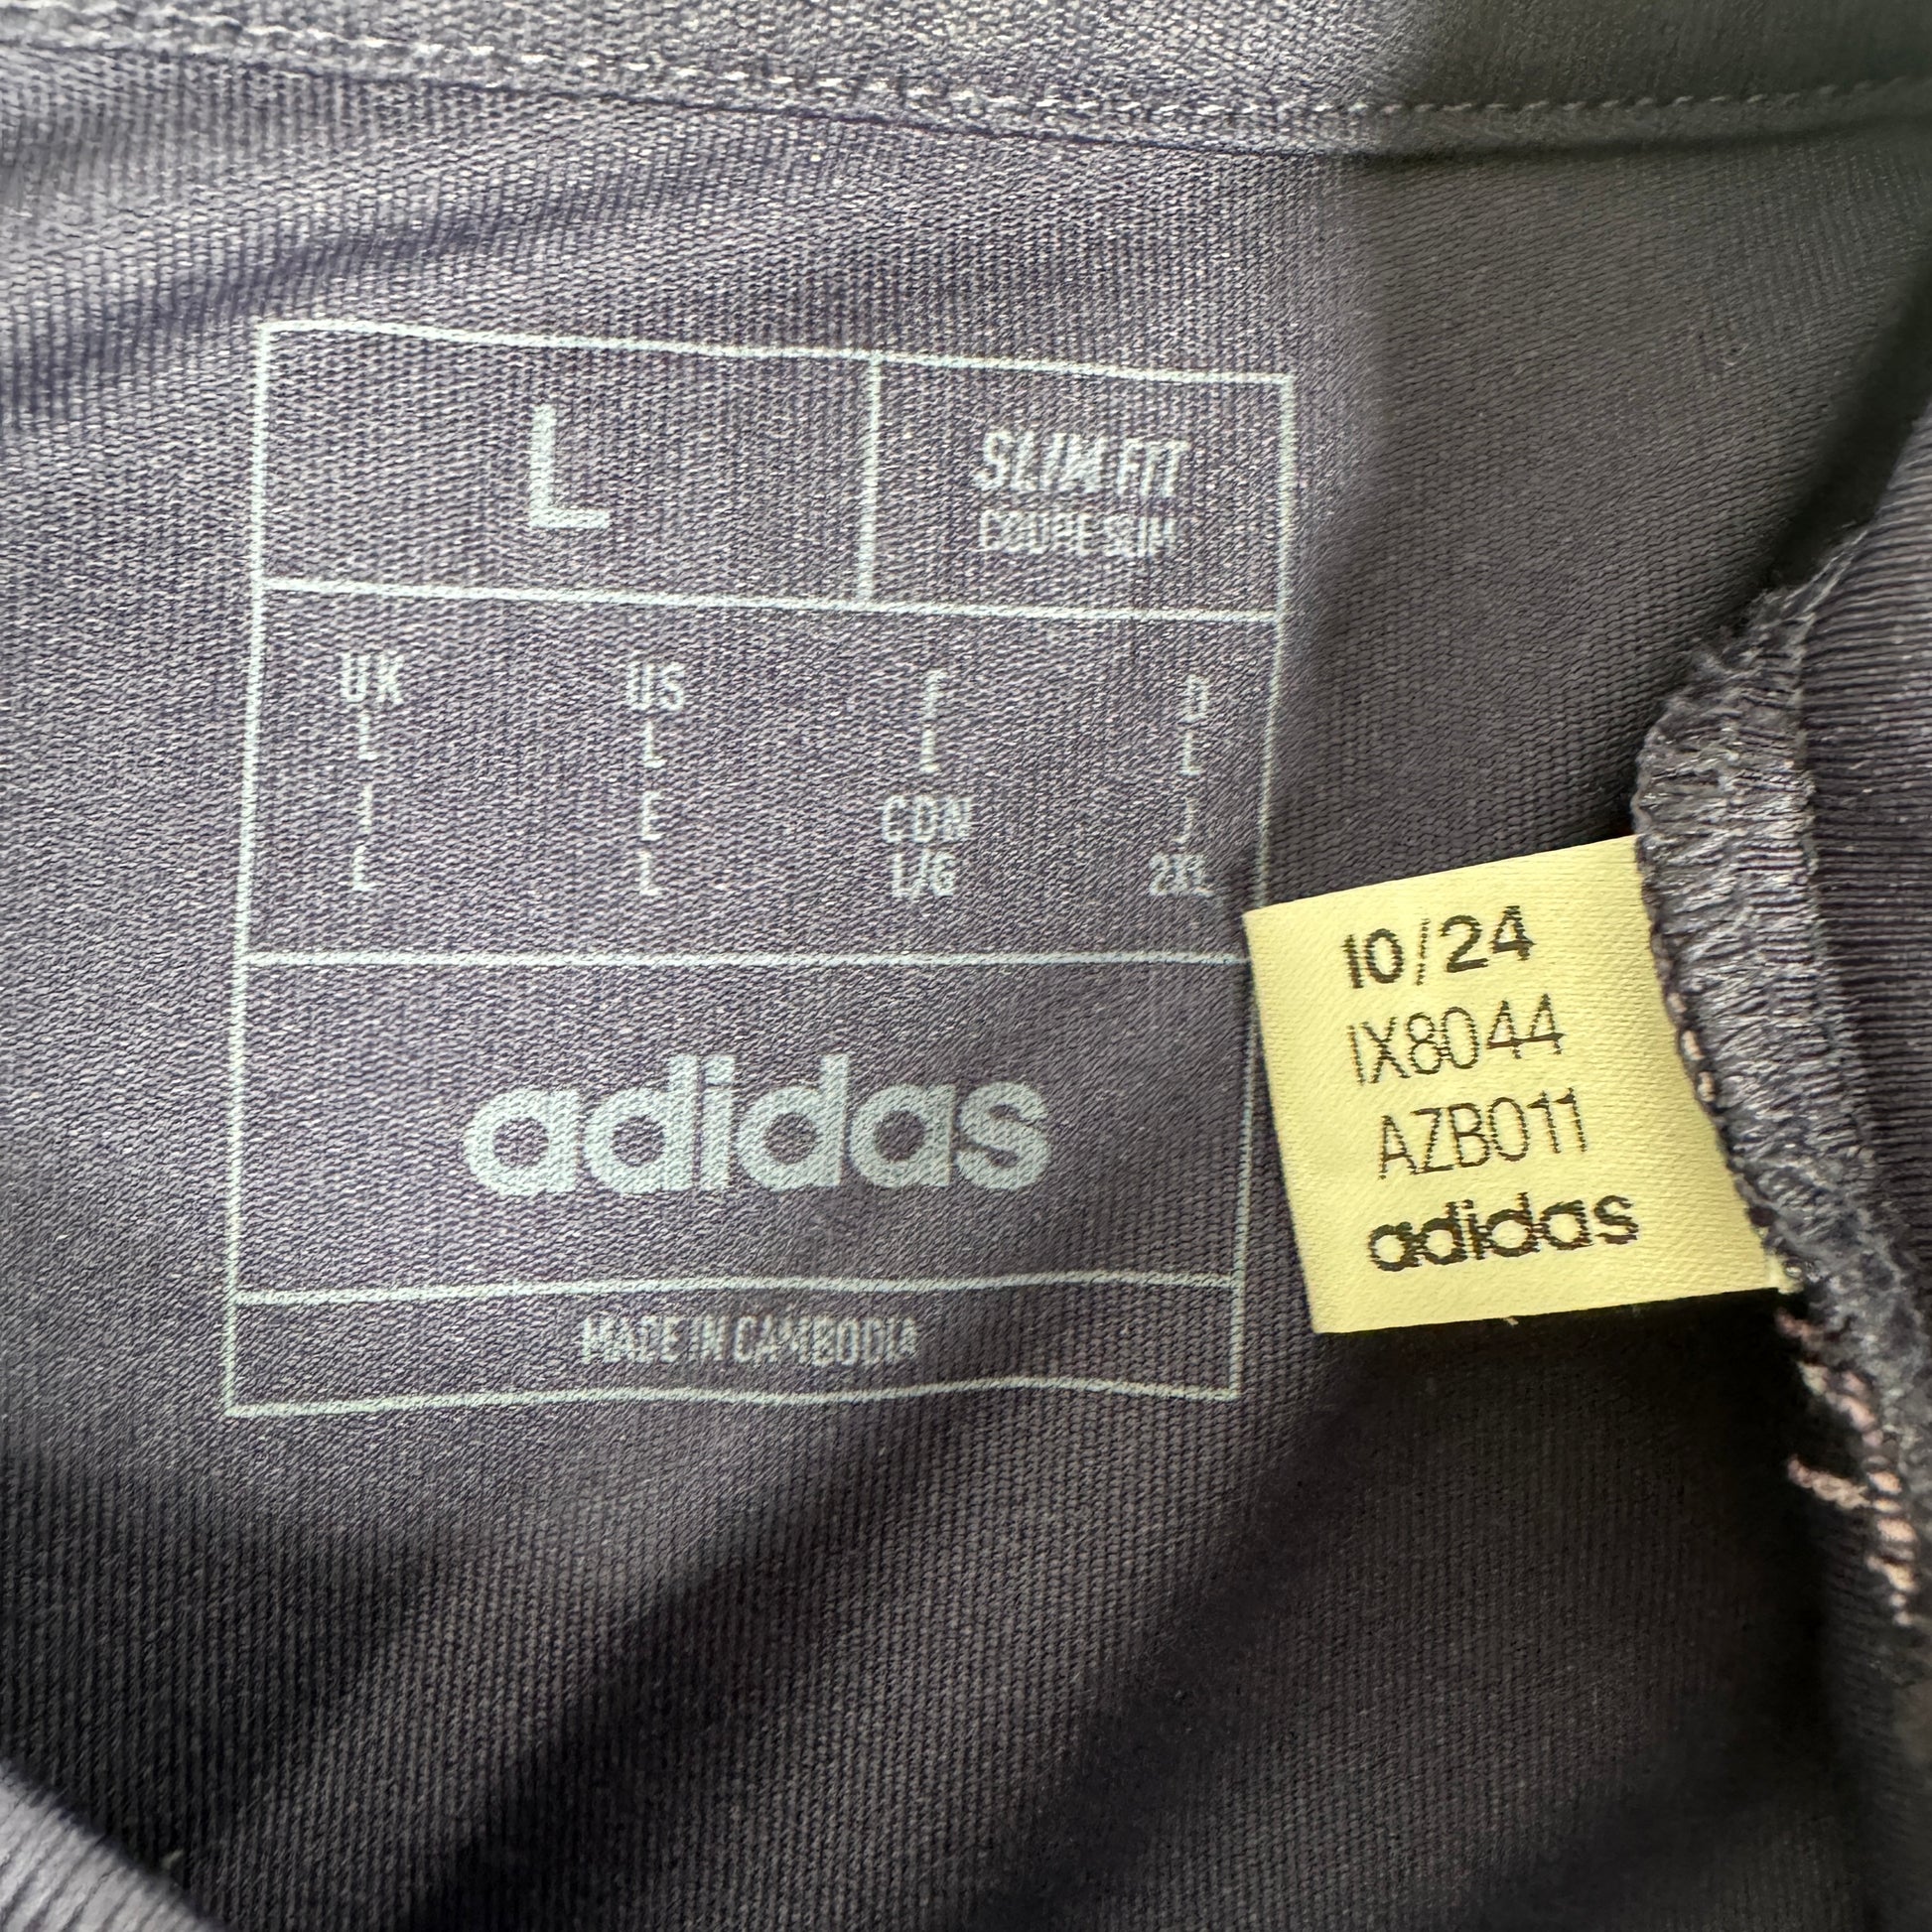 L
SLIM FIT
COUPE SLIM
UK US F D
L L L L
I E CDN J
L L L/G 2XL
adidas
MADE IN CAMBODIA
10/24
IX8044
AZB011
adidas